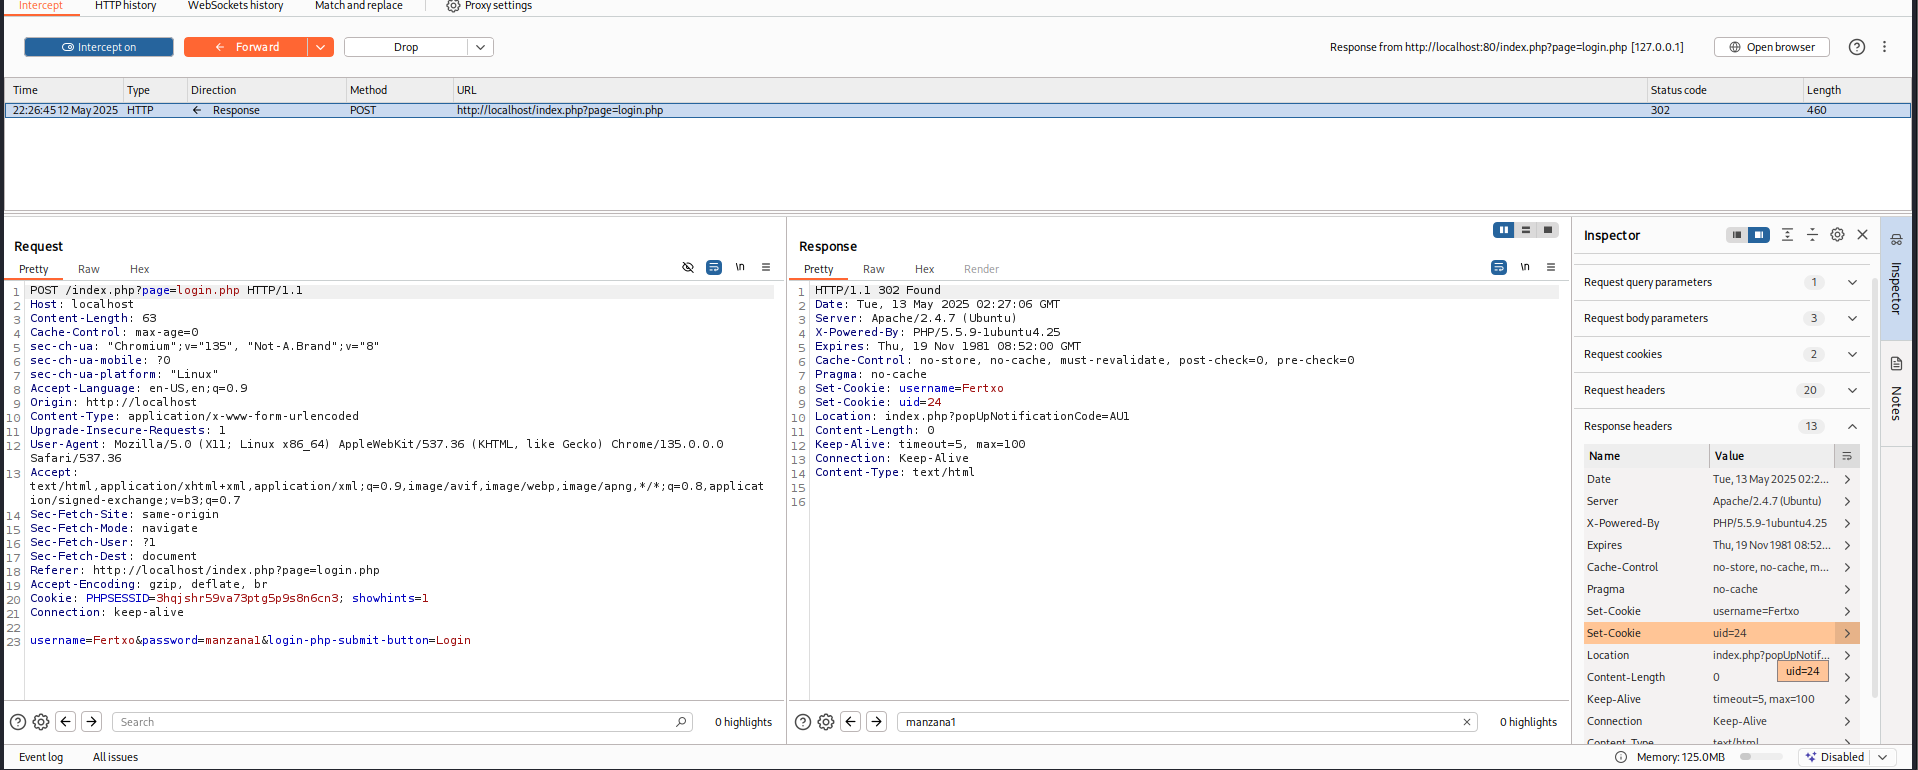 Intercept HTTP history WebSockets history Match and replace Proxy settings
Intercept on Forward Drop Response from http://localhost:80/index.php?page=login.php [127.0.0.1] Open browser
Time Type Direction Method URL Status code Length
22:26:45 12 May 2025 HTTP Response POST http://localhost/index.php?page=login.php 302 460
Request
Pretty Raw Hex \n
1 POST /index.php?page=login.php HTTP/1.1
2 Host: localhost
3 Content-Length: 63
4 Cache-Control: max-age=0
5 sec-ch-ua: "Chromium";v="135", "Not-A.Brand";v="8"
6 sec-ch-ua-mobile: ?0
7 sec-ch-ua-platform: "Linux"
8 Accept-Language: en-US,en;q=0.9
9 Origin: http://localhost
10 Content-Type: application/x-www-form-urlencoded
11 Upgrade-Insecure-Requests: 1
12 User-Agent: Mozilla/5.0 (X11; Linux x86_64) AppleWebKit/537.36 (KHTML, like Gecko) Chrome/135.0.0.0
Safari/537.36
13 Accept:
text/html,application/xhtml+xml,application/xml;q=0.9,image/avif,image/webp,image/apng,*/*;q=0.8,applicat
ion/signed-exchange;v=b3;q=0.7
14 Sec-Fetch-Site: same-origin
15 Sec-Fetch-Mode: navigate
16 Sec-Fetch-User: ?1
17 Sec-Fetch-Dest: document
18 Referer: http://localhost/index.php?page=login.php
19 Accept-Encoding: gzip, deflate, br
20 Cookie: PHPSESSID=3hqjshr59va73ptg5p9s8n6cn3; showhints=1
21 Connection: keep-alive
22
23 username=Fertxo&password=manzana1&login-php-submit-button=Login
Search 0 highlights
Response
Pretty Raw Hex Render \n
1 HTTP/1.1 302 Found
2 Date: Tue, 13 May 2025 02:27:06 GMT
3 Server: Apache/2.4.7 (Ubuntu)
4 X-Powered-By: PHP/5.5.9-1ubuntu4.25
5 Expires: Thu, 19 Nov 1981 08:52:00 GMT
6 Cache-Control: no-store, no-cache, must-revalidate, post-check=0, pre-check=0
7 Pragma: no-cache
8 Set-Cookie: username=Fertxo
9 Set-Cookie: uid=24
10 Location: index.php?popUpNotificationCode=AU1
11 Content-Length: 0
12 Keep-Alive: timeout=5, max=100
13 Connection: Keep-Alive
14 Content-Type: text/html
15
16
manzana1 0 highlights
Inspector
Request query parameters 1
Request body parameters 3
Request cookies 2
Request headers 20
Response headers 13
Name Value
Date Tue, 13 May 2025 02:2...
Server Apache/2.4.7 (Ubuntu)
X-Powered-By PHP/5.5.9-1ubuntu4.25
Expires Thu, 19 Nov 1981 08:52...
Cache-Control no-store, no-cache, m...
Pragma no-cache
Set-Cookie username=Fertxo
Set-Cookie uid=24
Location index.php?popUpNotif...
uid=24
Content-Length 0
Keep-Alive timeout=5, max=100
Connection Keep-Alive
Content-Type text/html
Inspector
Notes
Event log All issues Memory: 125.0MB Disabled